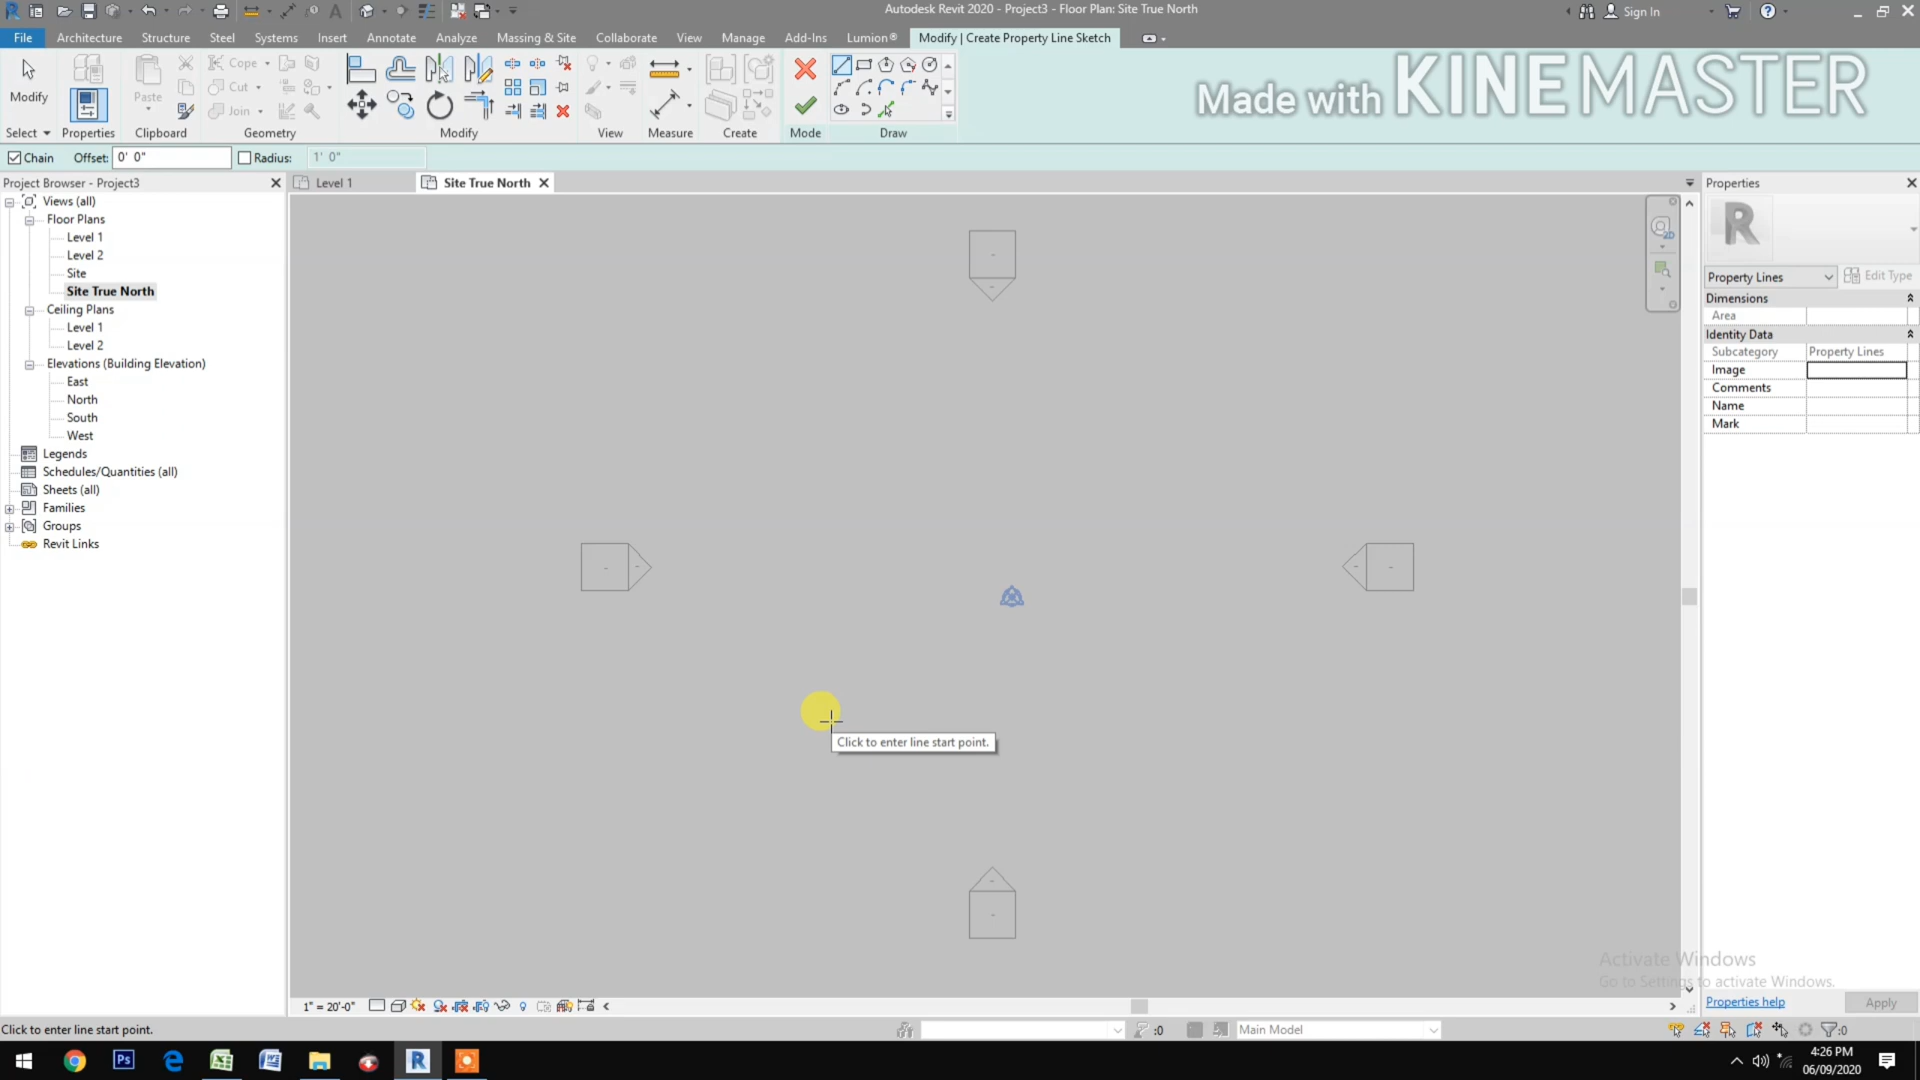 Autodesk Revit 2020 - Project3 - Floor Plan: Site True North
Sign In
File
Architecture
Structure
Steel
Systems
Insert
Annotate
Analyze
Massing & Site
Collaborate
View
Manage
Add-Ins
Lumion®
Modify | Create Property Line Sketch
Modify
Paste
Cope
Cut
Join
Made with KINEMASTER
Select
Properties
Clipboard
Geometry
Modify
View
Measure
Create
Mode
Draw
Chain
Offset: 0' 0"
Radius: 1' 0"
Project Browser - Project3
Level 1
Site True North
Properties
Views (all)
Floor Plans
Level 1
Level 2
Site
Site True North
Ceiling Plans
Level 1
Level 2
Elevations (Building Elevation)
East
North
South
West
Legends
Schedules/Quantities (all)
Sheets (all)
Families
Groups
Revit Links
2D
Property Lines
Edit Type
Dimensions
Area
Identity Data
Subcategory Property Lines
Image
Comments
Name
Mark
Click to enter line start point.
Activate Windows
Go to Settings to activate Windows.
1" = 20'-0"
Properties help
Apply
Click to enter line start point.
:0
Main Model
:0
4:26 PM
06/09/2020